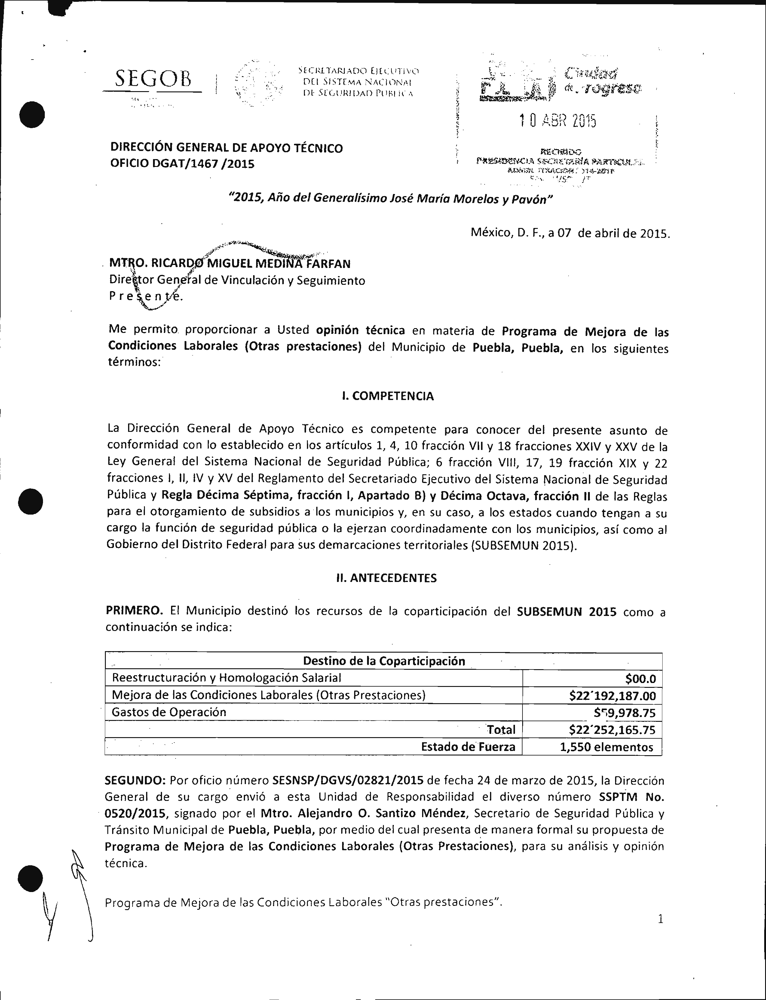 SEGOB
SECRETARIADO EJECUTIVO
DEL SISTEMA NACIONAL
DE SEGURIDAD PÚBLICA
Ciudad
de Progreso
10 ABR 2015
RECIBIDO
PRESIDENCIA SECRETARÍA PARTICULAR
DIRECCIÓN GENERAL DE APOYO TÉCNICO
OFICIO DGAT/1467 /2015
"2015, Año del Generalísimo José María Morelos y Pavón"
México, D. F., a 07 de abril de 2015.
MTRO. RICARDO MIGUEL MEDINA FARFAN
Director General de Vinculación y Seguimiento
P r e s e n t e.
Me permito proporcionar a Usted opinión técnica en materia de Programa de Mejora de las
Condiciones Laborales (Otras prestaciones) del Municipio de Puebla, Puebla, en los siguientes
términos:
I. COMPETENCIA
La Dirección General de Apoyo Técnico es competente para conocer del presente asunto de
conformidad con lo establecido en los artículos 1, 4, 10 fracción VII y 18 fracciones XXIV y XXV de la
Ley General del Sistema Nacional de Seguridad Pública; 6 fracción VIII, 17, 19 fracción XIX y 22
fracciones I, II, IV y XV del Reglamento del Secretariado Ejecutivo del Sistema Nacional de Seguridad
Pública y Regla Décima Séptima, fracción I, Apartado B) y Décima Octava, fracción II de las Reglas
para el otorgamiento de subsidios a los municipios y, en su caso, a los estados cuando tengan a su
cargo la función de seguridad pública o la ejerzan coordinadamente con los municipios, así como al
Gobierno del Distrito Federal para sus demarcaciones territoriales (SUBSEMUN 2015).
II. ANTECEDENTES
PRIMERO. El Municipio destinó los recursos de la coparticipación del SUBSEMUN 2015 como a
continuación se indica:
Destino de la Coparticipación
Reestructuración y Homologación Salarial $00.0
Mejora de las Condiciones Laborales (Otras Prestaciones) $22´192,187.00
Gastos de Operación $59,978.75
Total $22´252,165.75
Estado de Fuerza 1,550 elementos
SEGUNDO: Por oficio número SESNSP/DGVS/02821/2015 de fecha 24 de marzo de 2015, la Dirección
General de su cargo envió a esta Unidad de Responsabilidad el diverso número SSPTM No.
0520/2015, signado por el Mtro. Alejandro O. Santizo Méndez, Secretario de Seguridad Pública y
Tránsito Municipal de Puebla, Puebla, por medio del cual presenta de manera formal su propuesta de
Programa de Mejora de las Condiciones Laborales (Otras Prestaciones), para su análisis y opinión
técnica.
Programa de Mejora de las Condiciones Laborales "Otras prestaciones".
1